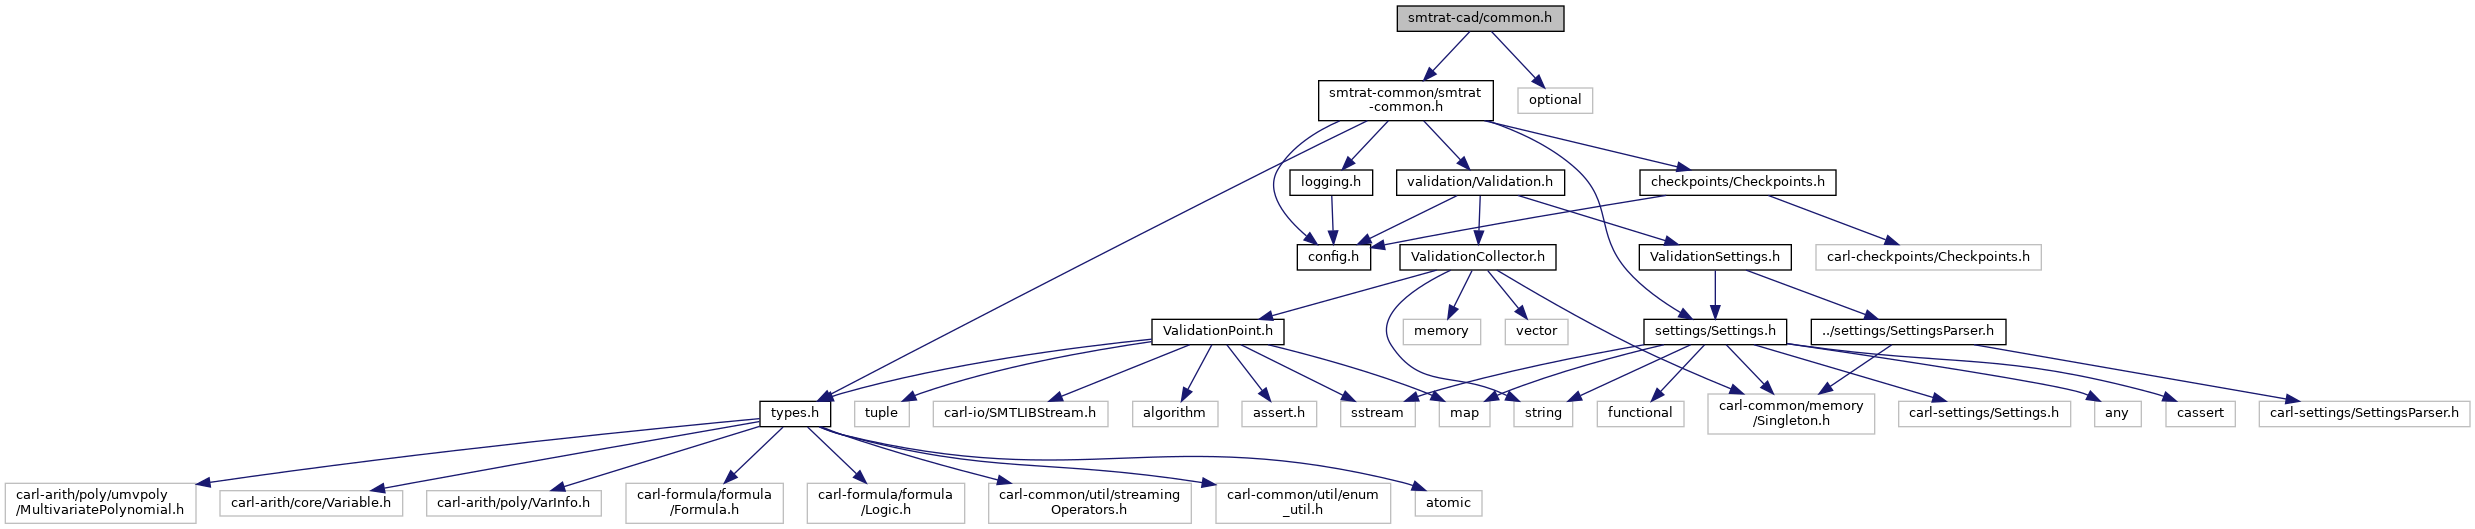 smtrat-cad/common.h
smtrat-common/smtrat
-common.h
optional
logging.h
validation/Validation.h
checkpoints/Checkpoints.h
config.h
ValidationCollector.h
ValidationSettings.h
carl-checkpoints/Checkpoints.h
ValidationPoint.h
memory
vector
settings/Settings.h
../settings/SettingsParser.h
types.h
tuple
carl-io/SMTLIBStream.h
algorithm
assert.h
sstream
map
string
functional
carl-common/memory
/Singleton.h
carl-settings/Settings.h
any
cassert
carl-settings/SettingsParser.h
carl-arith/poly/umvpoly
/MultivariatePolynomial.h
carl-arith/core/Variable.h
carl-arith/poly/VarInfo.h
carl-formula/formula
/Formula.h
carl-formula/formula
/Logic.h
carl-common/util/streaming
Operators.h
carl-common/util/enum
_util.h
atomic